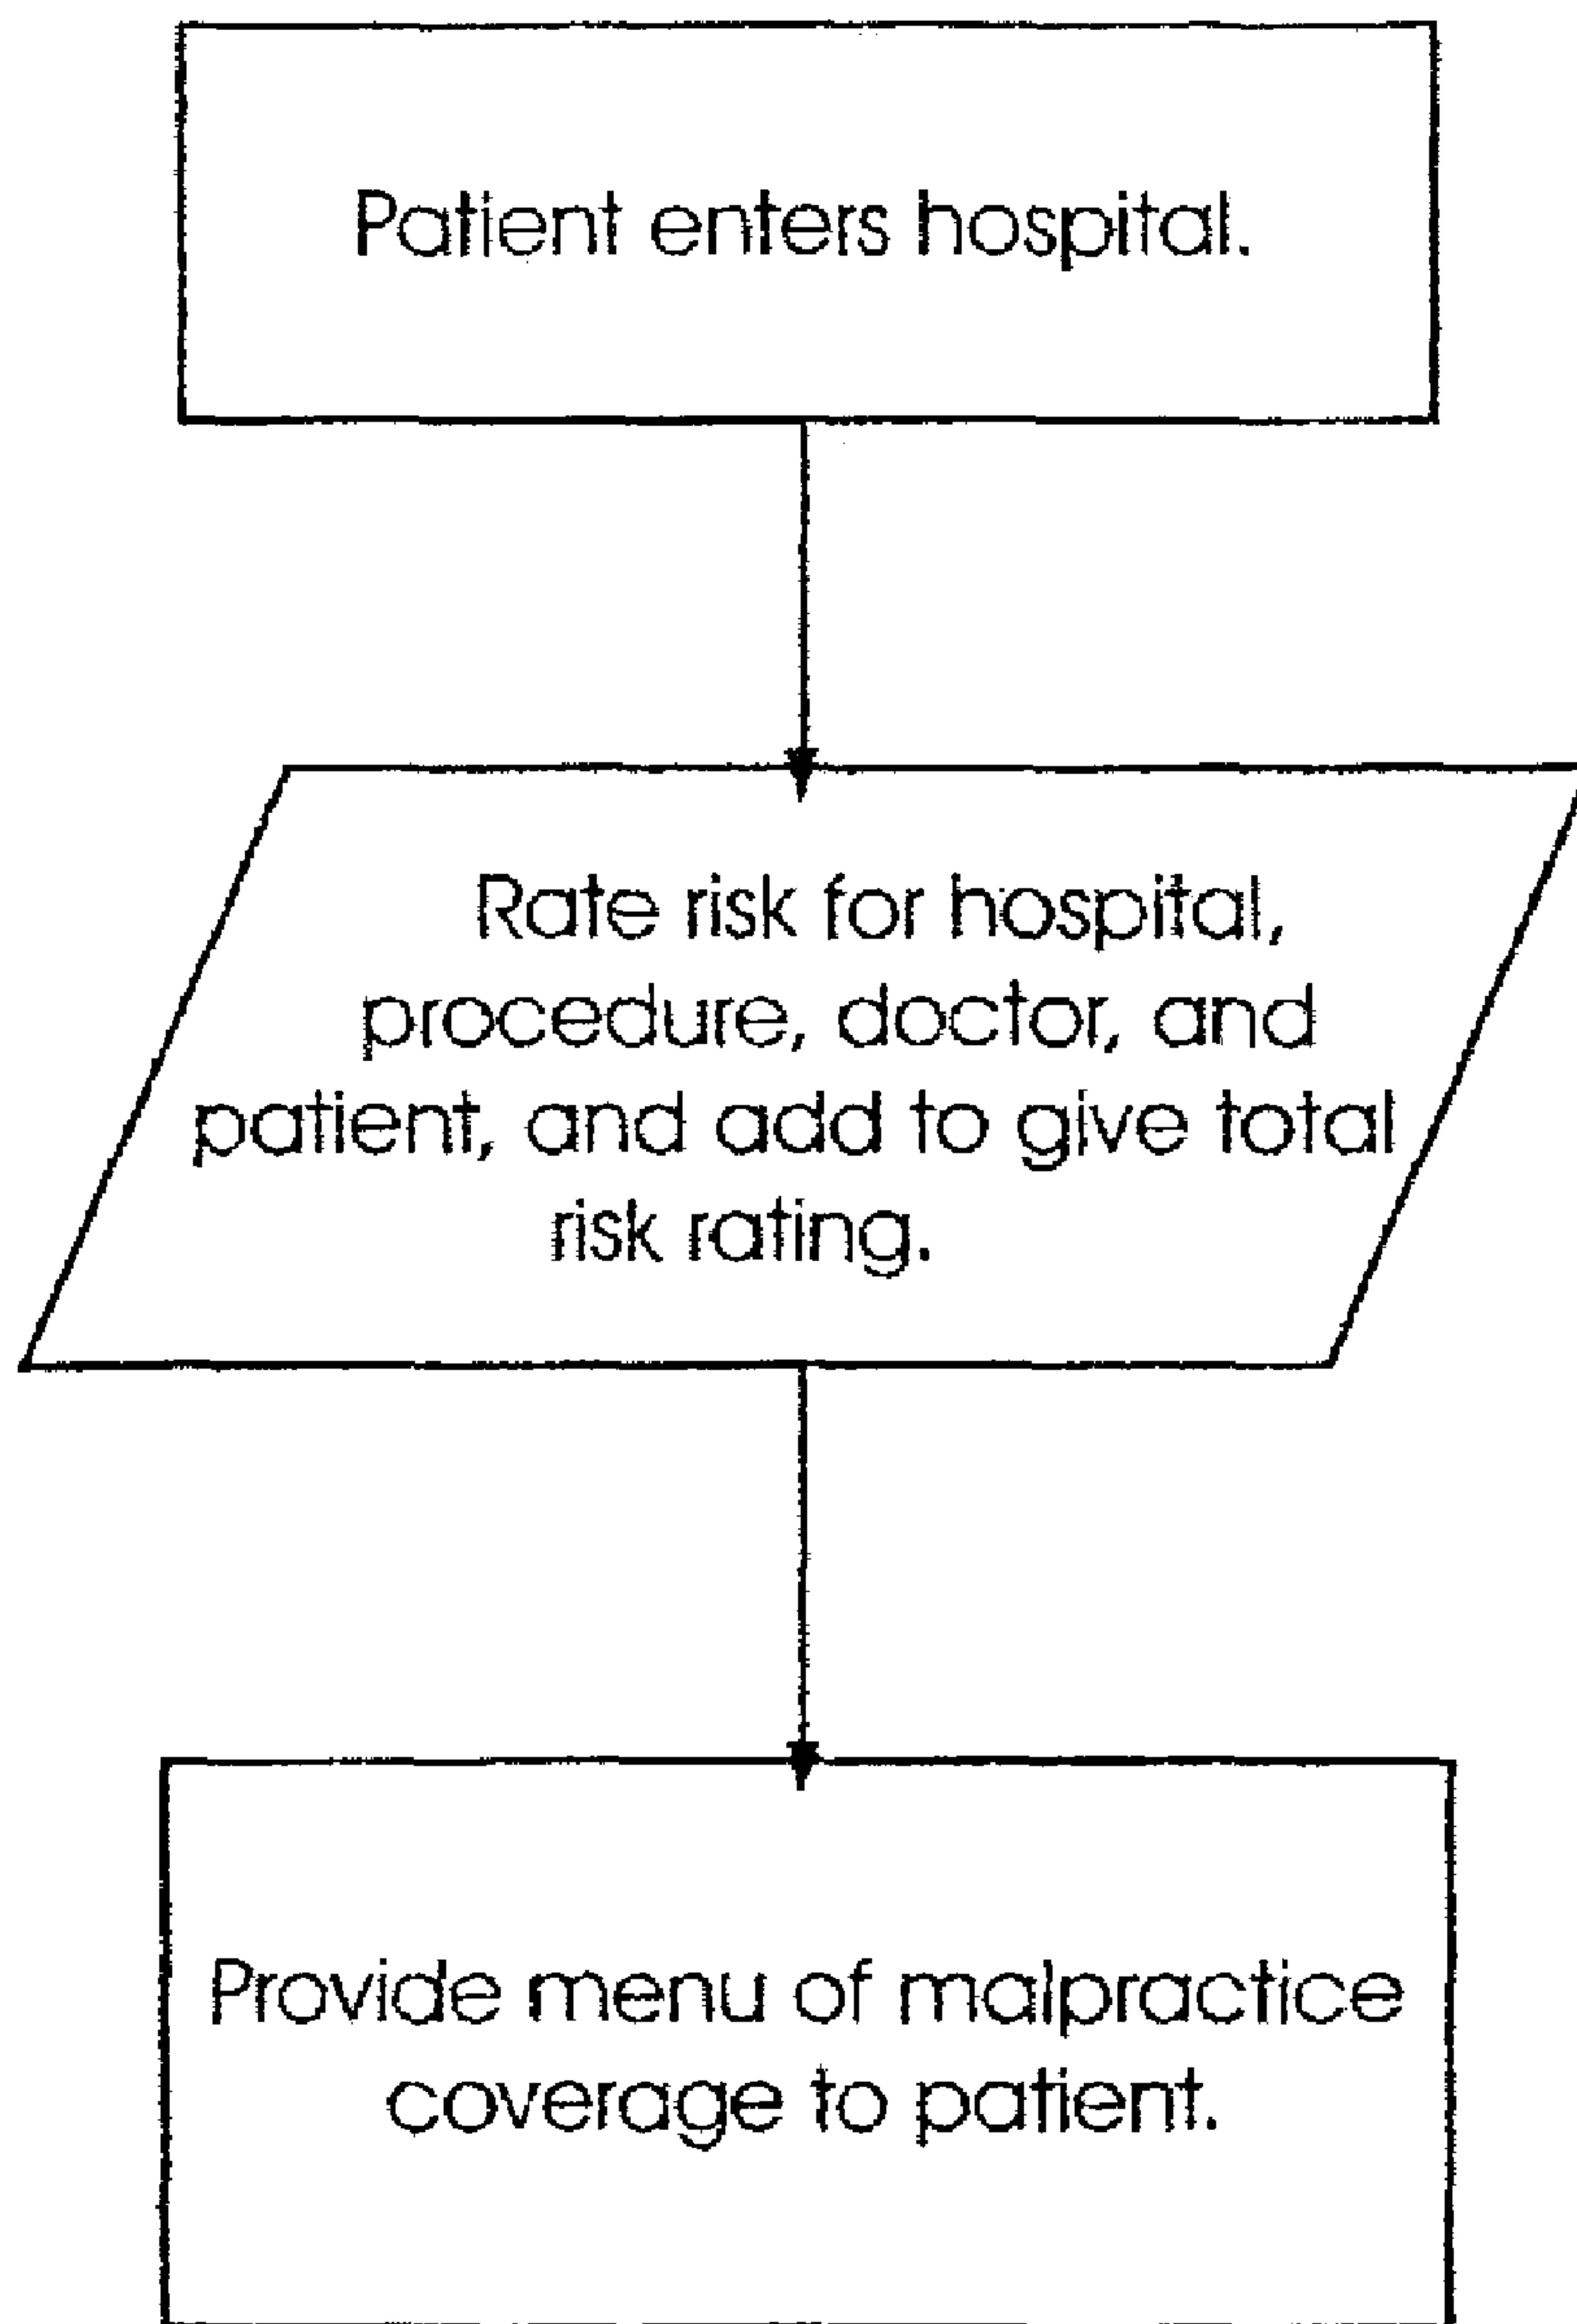 Patient enters hospital.
Rate risk for hospital,
procedure, doctor, and
patient, and add to give total
risk rating.
Provide menu of malpractice
coverage to patient.